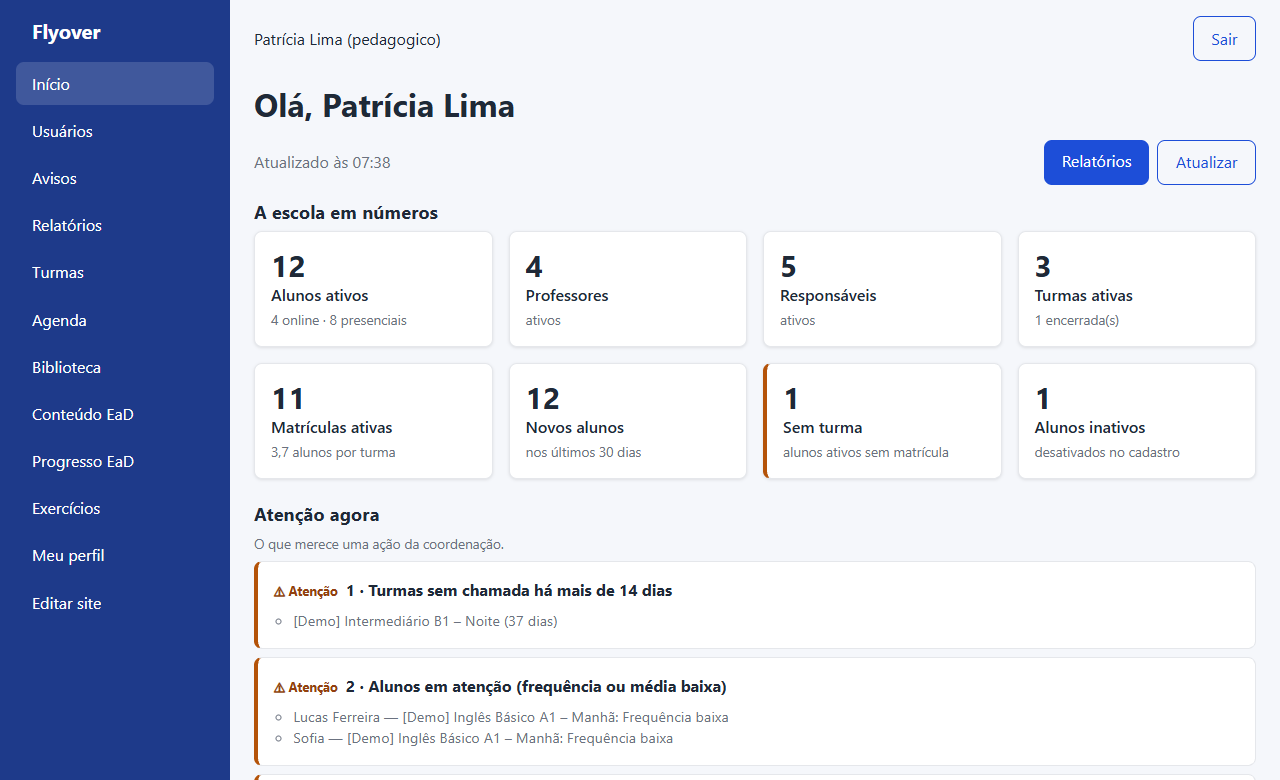 Flyover
Início
Usuários
Avisos
Relatórios
Turmas
Agenda
Biblioteca
Conteúdo EaD
Progresso EaD
Exercícios
Meu perfil
Editar site
Patrícia Lima (pedagogico)
Sair
Olá, Patrícia Lima
Atualizado às 07:38
Relatórios
Atualizar
A escola em números
12
Alunos ativos
4 online · 8 presenciais
4
Professores
ativos
5
Responsáveis
ativos
3
Turmas ativas
1 encerrada(s)
11
Matrículas ativas
3,7 alunos por turma
12
Novos alunos
nos últimos 30 dias
1
Sem turma
alunos ativos sem matrícula
1
Alunos inativos
desativados no cadastro
Atenção agora
O que merece uma ação da coordenação.
⚠ Atenção 1 · Turmas sem chamada há mais de 14 dias
[Demo] Intermediário B1 – Noite (37 dias)
⚠ Atenção 2 · Alunos em atenção (frequência ou média baixa)
Lucas Ferreira — [Demo] Inglês Básico A1 – Manhã: Frequência baixa
Sofia — [Demo] Inglês Básico A1 – Manhã: Frequência baixa